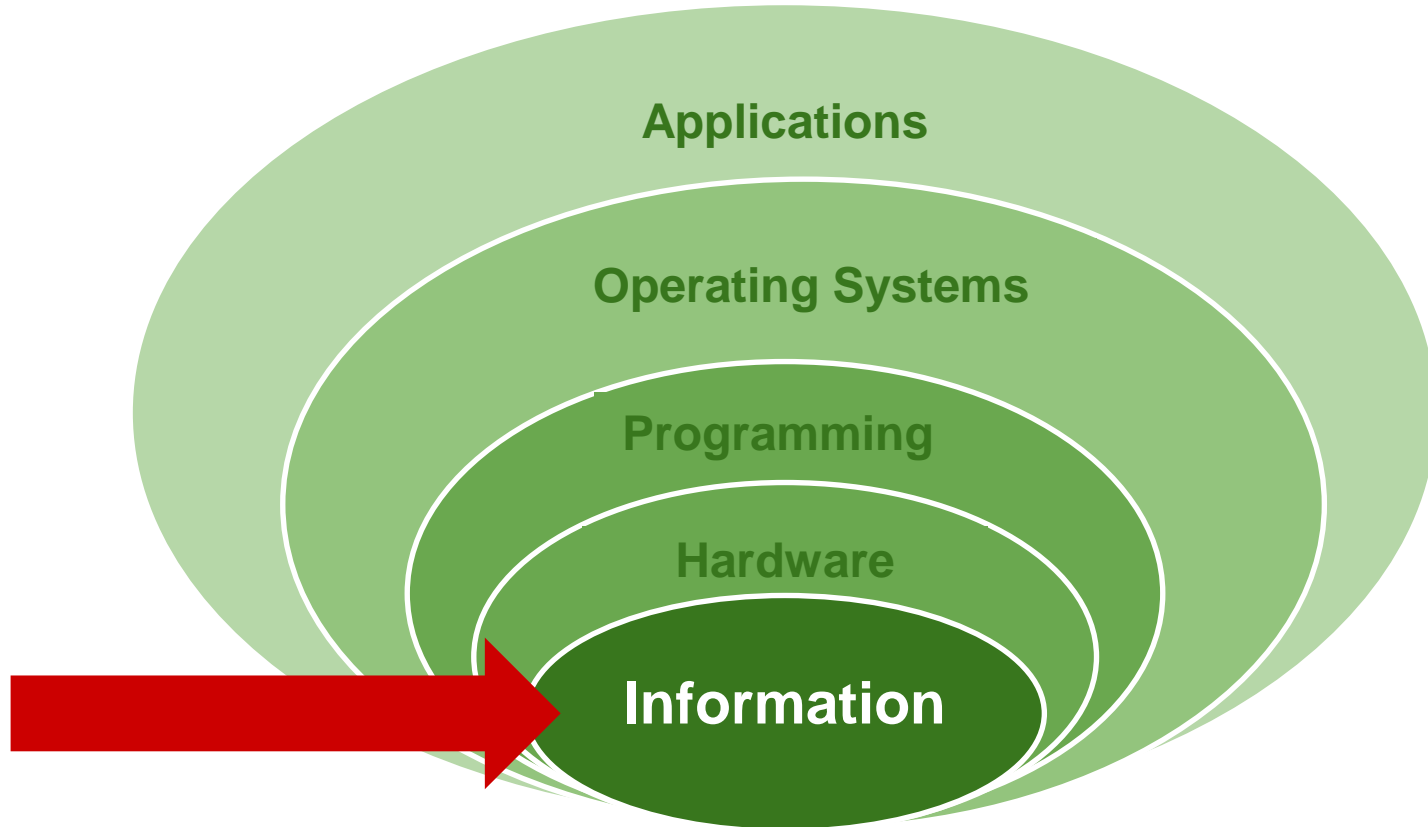 Applications
Operating Systems
Programming
Hardware
Information